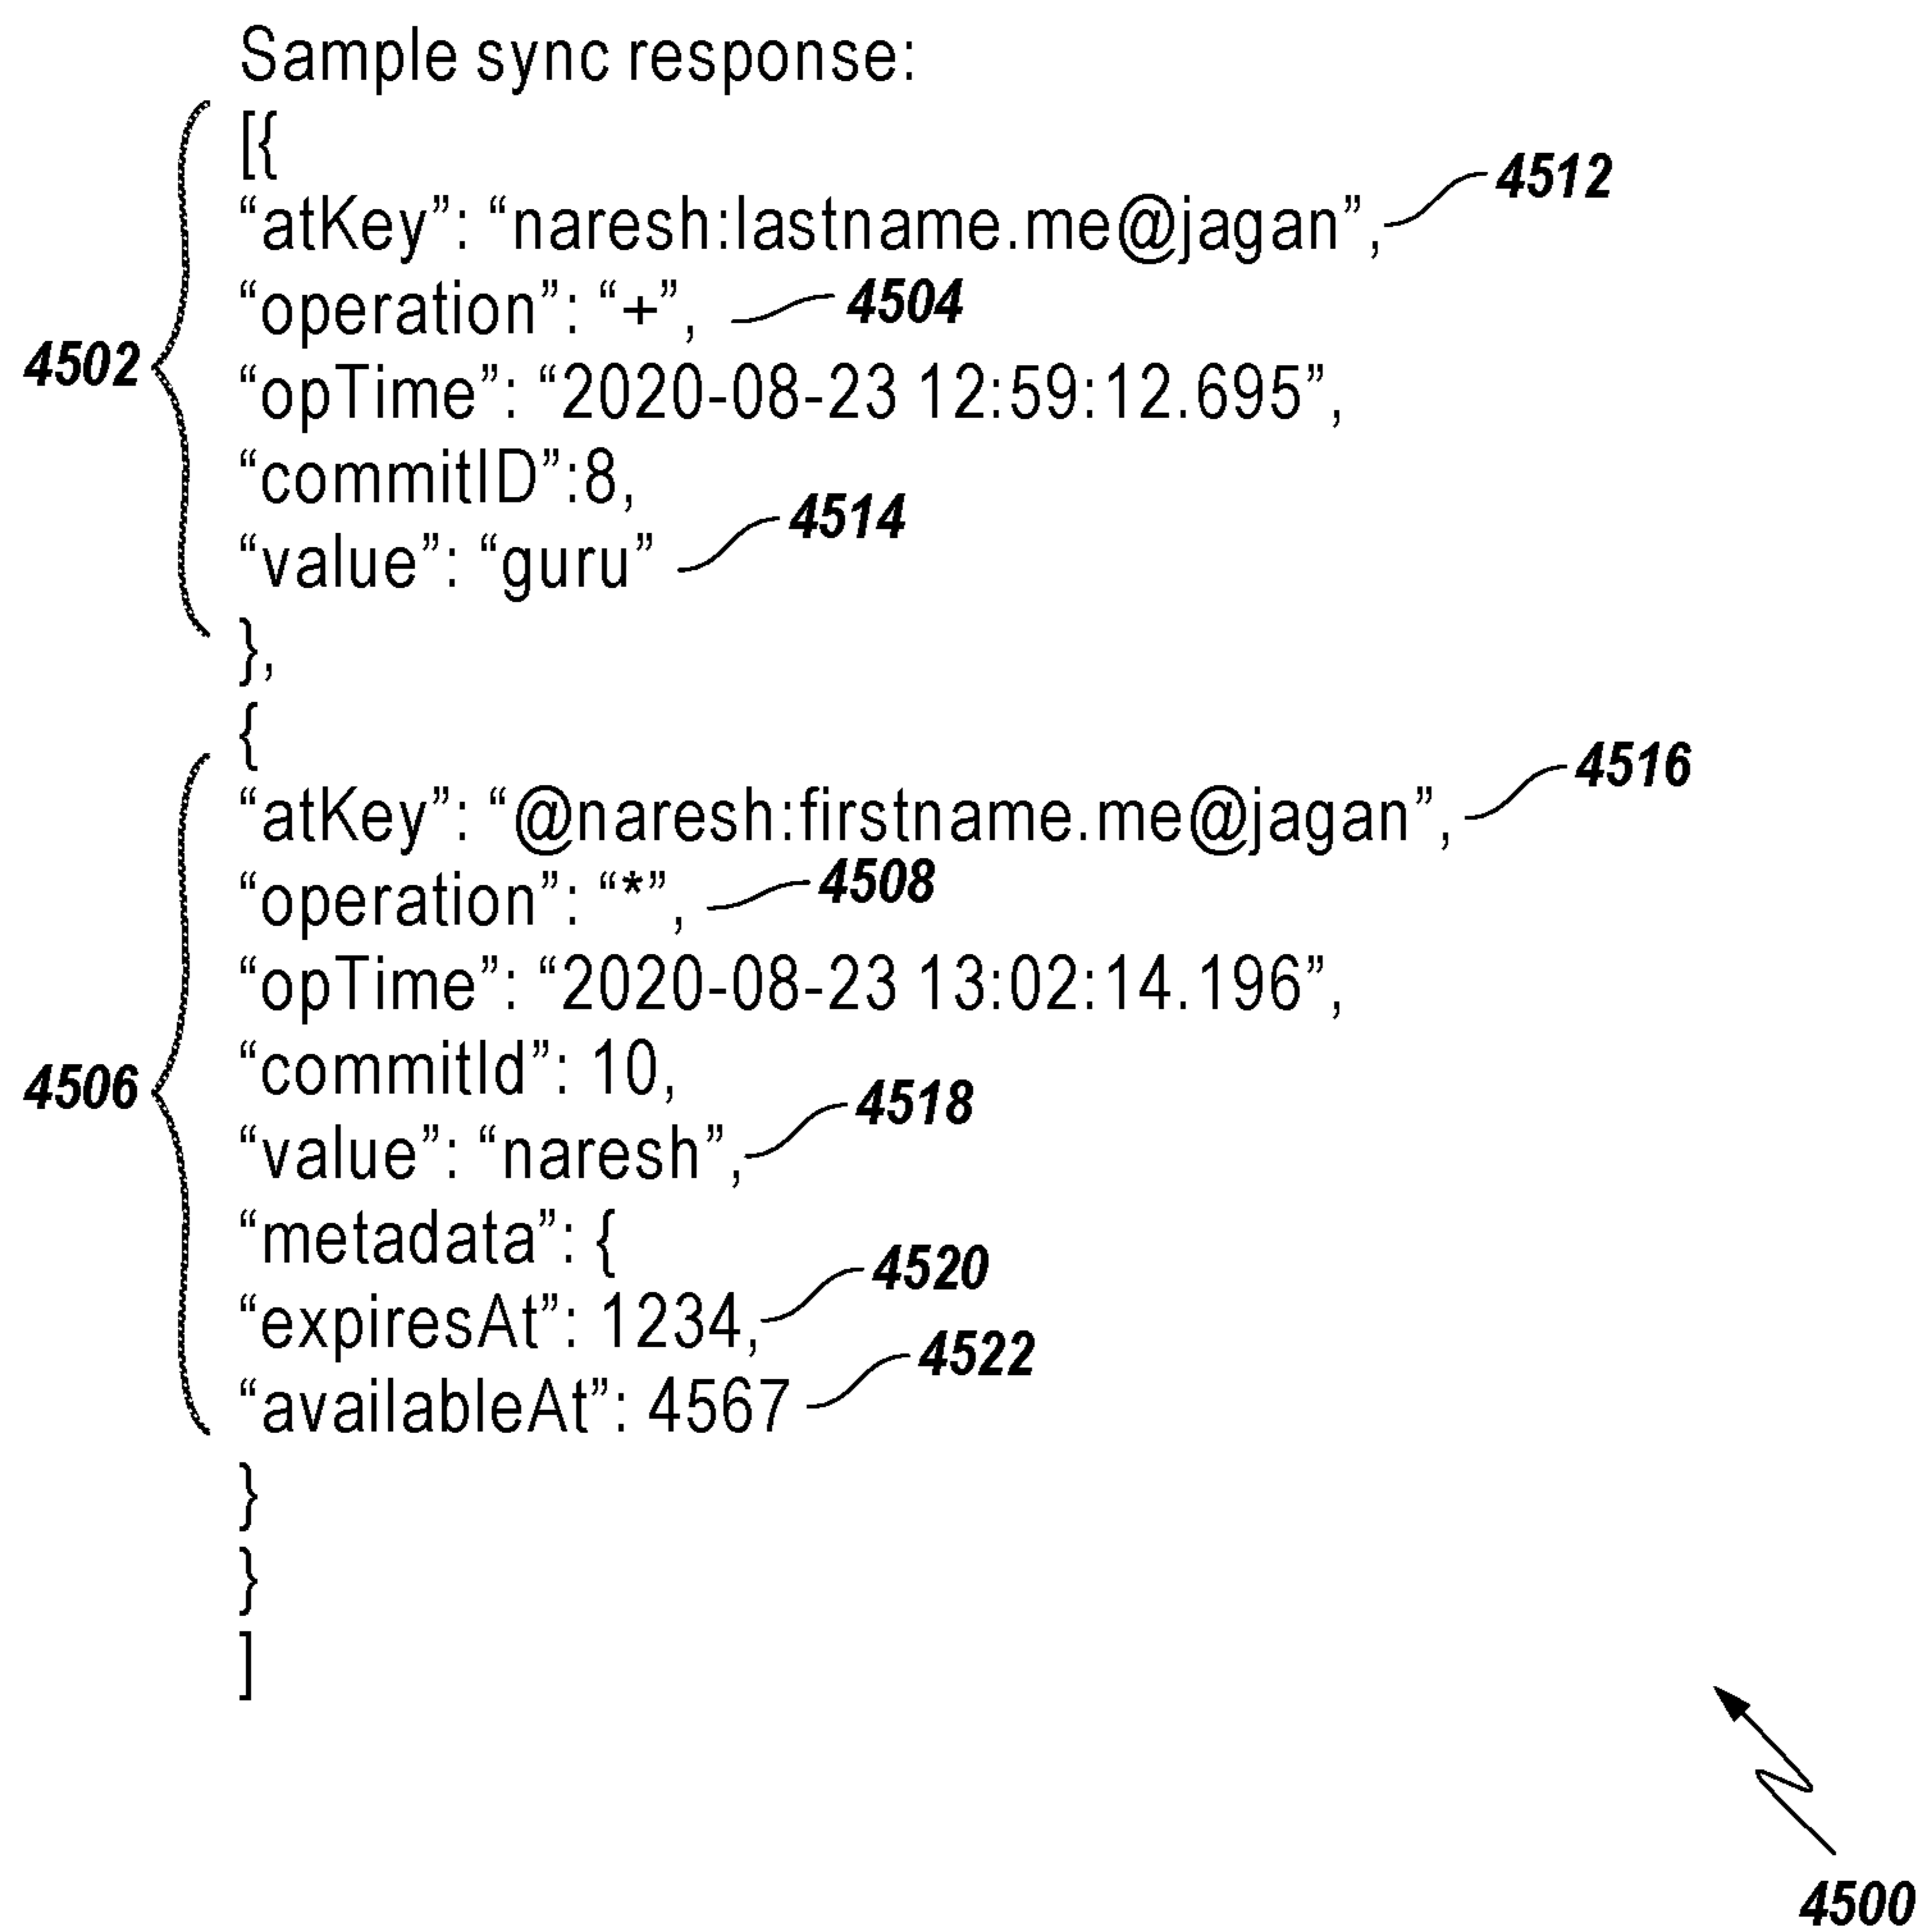 Sample sync response:
[{
“atKey”: “naresh:lastname.me@jagan”, 4512
“operation”: “+”, 4504
4502 “opTime”: “2020-08-23 12:59:12.695”,
“commitID”:8,
“value”: “guru” 4514
},
{
“atKey”: “@naresh:firstname.me@jagan”, 4516
“operation”: “*”, 4508
“opTime”: “2020-08-23 13:02:14.196”,
4506 “commitId”: 10,
“value”: “naresh”, 4518
“metadata”: {
“expiresAt”: 1234, 4520
“availableAt”: 4567 4522
}
}
]
4500